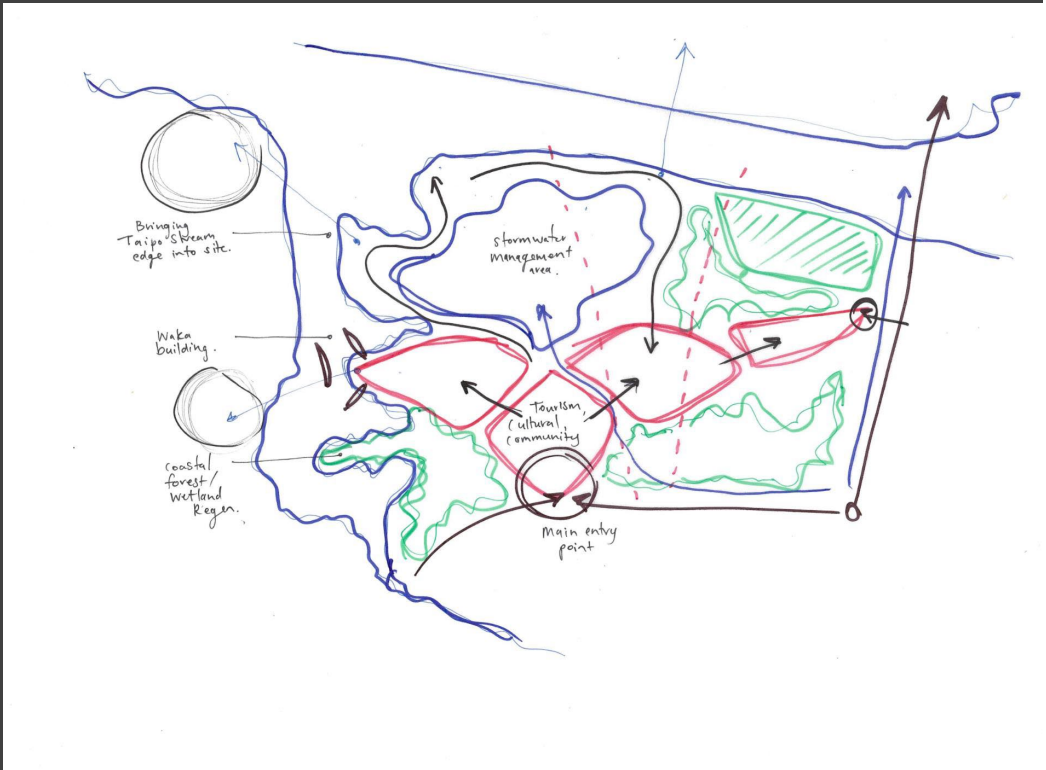 Bringing
Taipo Stream
edge into site.
Waka
building.
Coastal
forest/
Wetland
Regen.
stormwater
management
area.
Tourism,
Cultural,
Community
Main entry
point